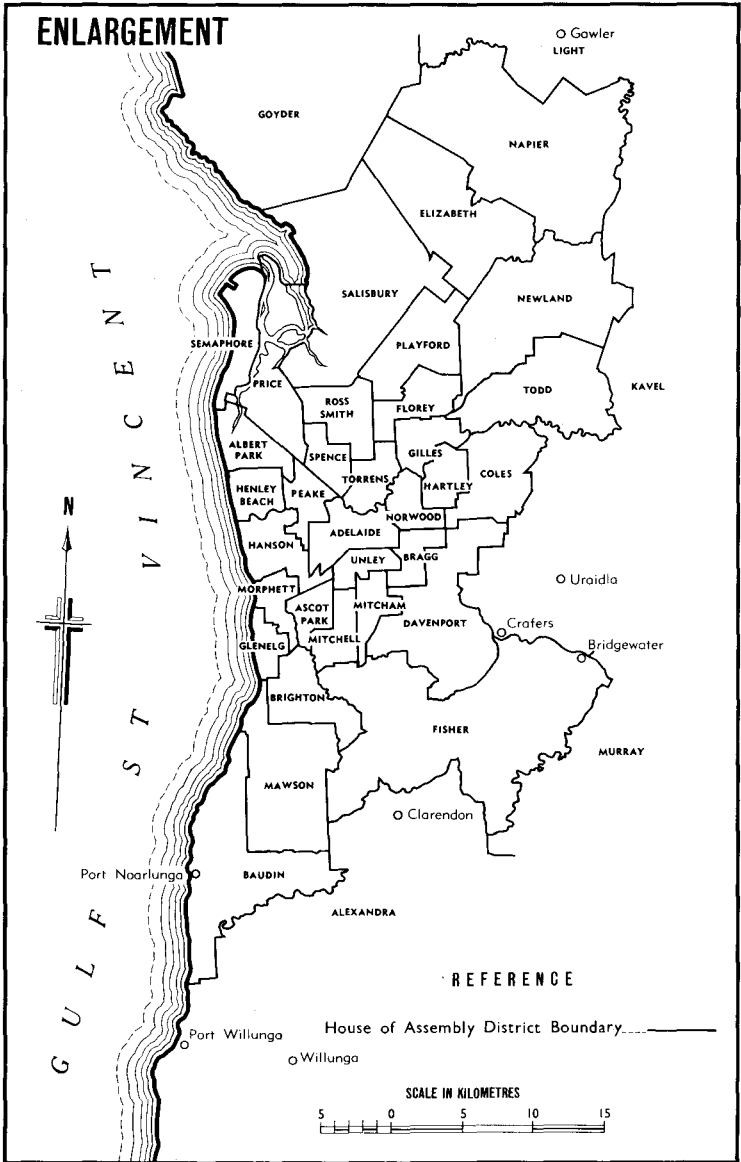 ENLARGEMENT
Gawler
LIGHT
GOYDER
NAPIER
ELIZABETH
SALISBURY
NEWLAND
SEMAPHORE
PLAYFORD
PRICE
ROSS
SMITH
FLOREY
TODD
KAVEL
ALBERT
PARK
SPENCE
GILLES
COLES
TORRENS
HARTLEY
HENLEY
BEACH
PEAKE
NORWOOD
ADELAIDE
HANSON
UNLEY
BRAGG
MORPHETT
Uraidla
ASCOT
PARK
MITCHAM
DAVENPORT
Crafers
GLENELG
MITCHELL
Bridgewater
BRIGHTON
FISHER
MURRAY
MAWSON
Clarendon
Port Noarlunga
BAUDIN
ALEXANDRA
GULF ST VINCENT
N
REFERENCE
House of Assembly District Boundary
Port Willunga
Willunga
SCALE IN KILOMETRES
5 0 5 10 15